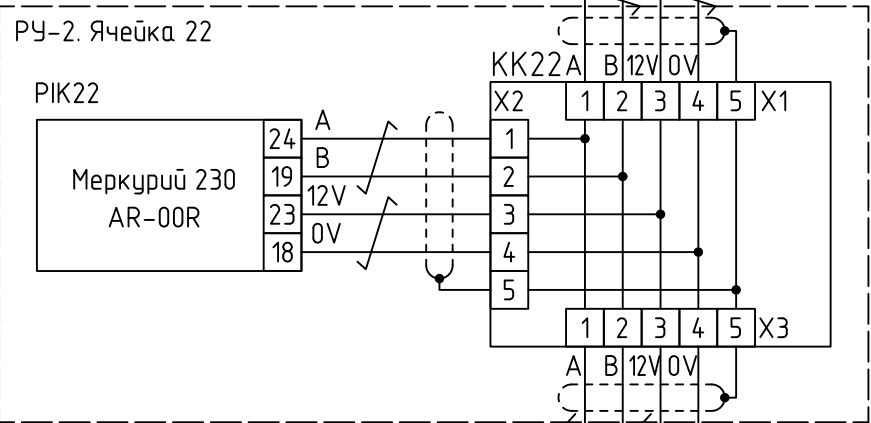 РУ-2. Ячейка 22
КК22 A B 12V 0V
PIK22
X2 1 2 3 4 5 X1
Меркурий 230
AR-00R
24 A 1
19 B 2
23 12V 3
18 0V 4
5
1 2 3 4 5 X3
A B 12V 0V